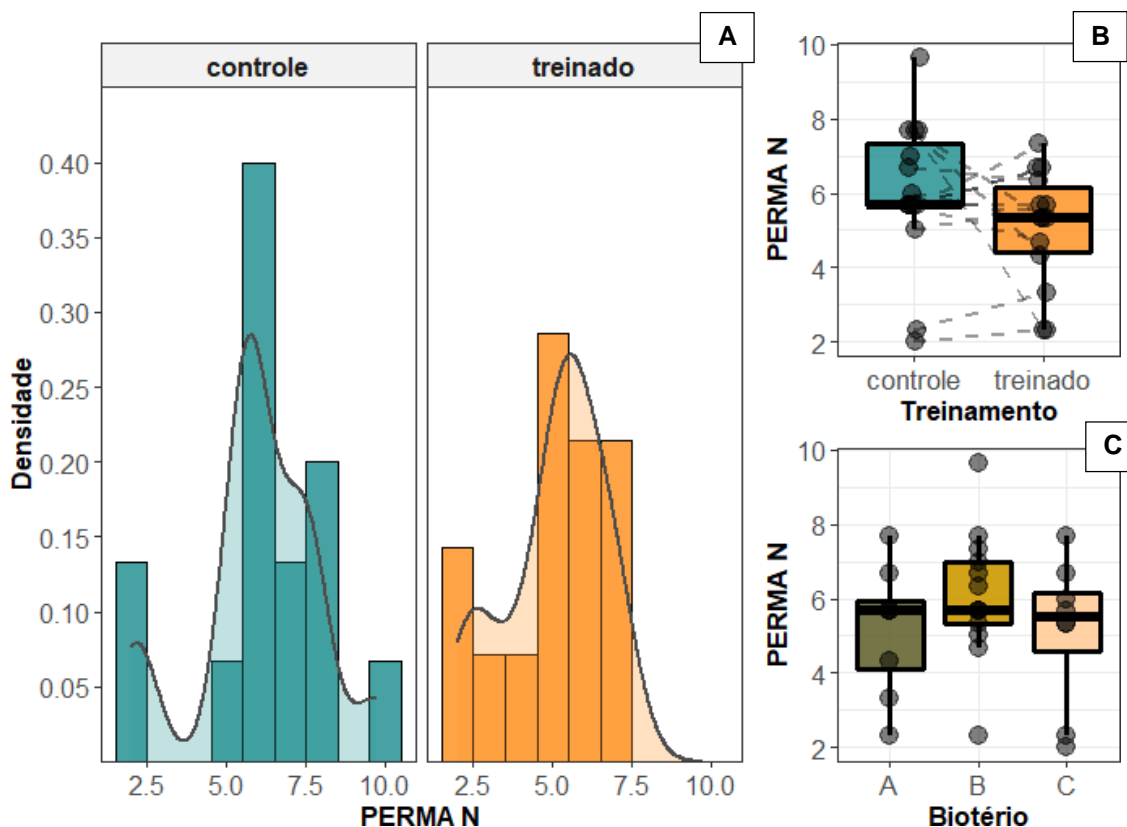 A
controle
treinado
0.40
0.35
0.30
0.25
0.20
0.15
0.10
0.05
Densidade
2.5 5.0 7.5 10.0
2.5 5.0 7.5 10.0
PERMA N
B
10
8
6
4
2
PERMA N
controle treinado
Treinamento
C
10
8
6
4
2
PERMA N
A B C
Biotério